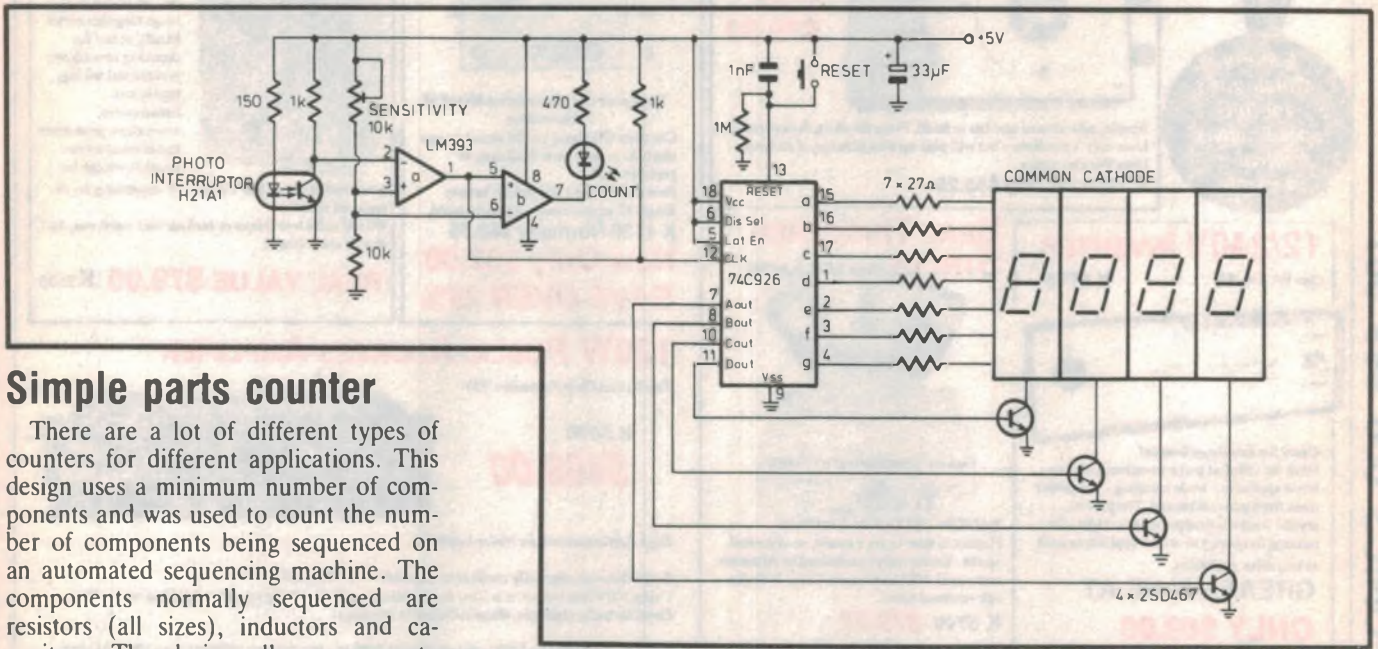 +5V
1nF
RESET
+
33µF
150
1k
SENSITIVITY
10k
470
1k
1M
LM393
PHOTO
INTERRUPTOR
H21A1
2
-
3
+
a
1
5
+
6
-
b
8
4
7
COUNT
10k
13
RESET
18
Vcc
6
Dis Sel
5
Lat En
12
CLK
74C926
7
Aout
8
Bout
10
Cout
11
Dout
Vss
9
a 15
b 16
c 17
d 1
e 2
f 3
g 4
7 x 27Ω
COMMON CATHODE
8 8 8 8
4 x 2SD467
Simple parts counter
There are a lot of different types of
counters for different applications. This
design uses a minimum number of com-
ponents and was used to count the num-
ber of components being sequenced on
an automated sequencing machine. The
components normally sequenced are
resistors (all sizes), inductors and ca-